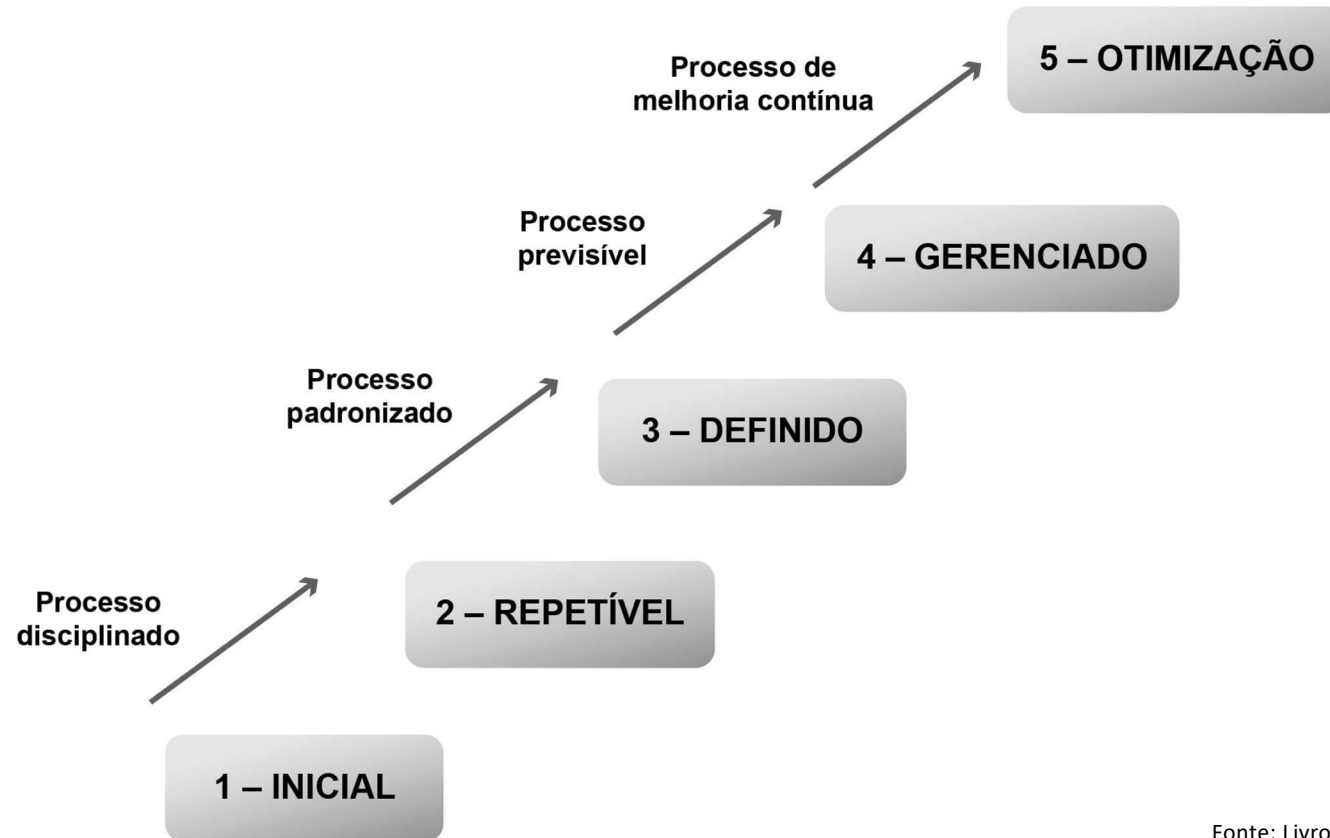 5 – OTIMIZAÇÃO
Processo de
melhoria contínua
4 – GERENCIADO
Processo
previsível
3 – DEFINIDO
Processo
padronizado
2 – REPETÍVEL
Processo
disciplinado
1 – INICIAL
Fonte: Livro